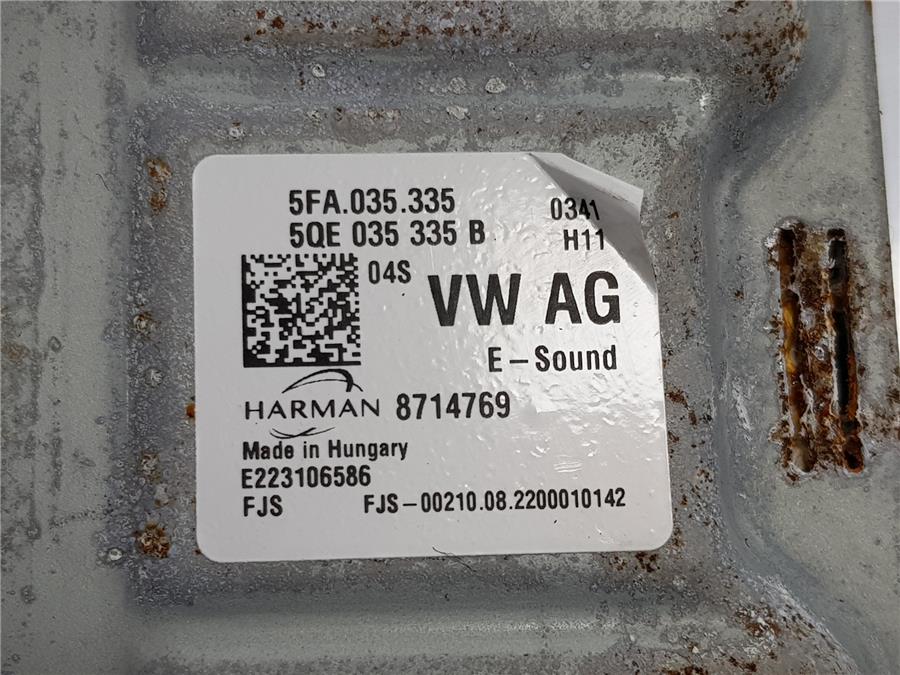 5FA.035.335 0341
5QE 035 335 B H11
04S VW AG
E-Sound
HARMAN 8714769
Made in Hungary
E223106586
FJS FJS-00210.08.2200010142